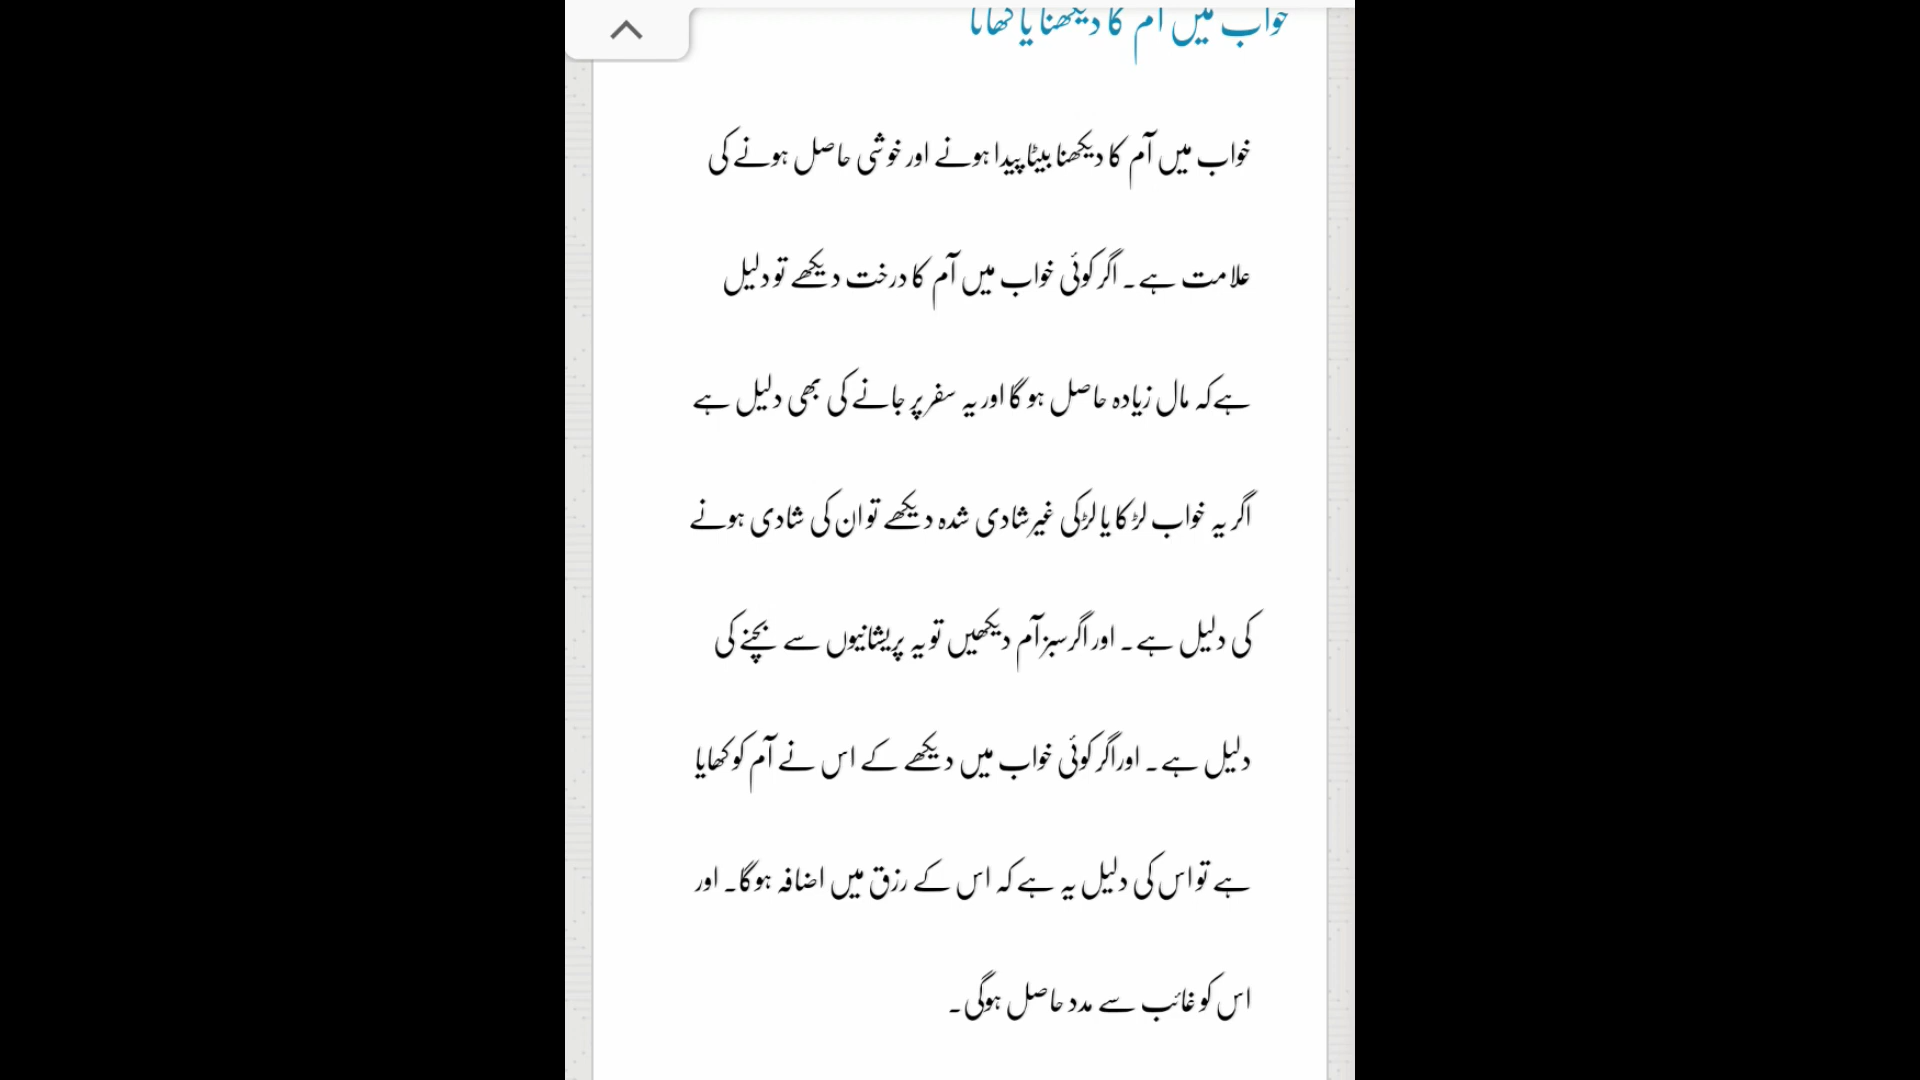 خواب میں آم کا دیکھنا یا کھانا
خواب میں آم کا دیکھنا بیٹا پیدا ہونے اور خوشی حاصل ہونے کی
علامت ہے۔ اگر کوئی خواب میں آم کا درخت دیکھے تو دلیل
ہے کہ مال زیادہ حاصل ہو گا اور یہ سفر پر جانے کی بھی دلیل ہے
اگر یہ خواب لڑکا یا لڑکی غیر شادی شدہ دیکھے تو ان کی شادی ہونے
کی دلیل ہے۔ اور اگر سبز آم دیکھیں تو یہ پریشانیوں سے بچنے کی
دلیل ہے۔ اور اگر کوئی خواب میں دیکھے کے اس نے آم کو کھایا
ہے تو اس کی دلیل یہ ہے کہ اس کے رزق میں اضافہ ہوگا۔ اور
اس کو غائب سے مدد حاصل ہوگی۔